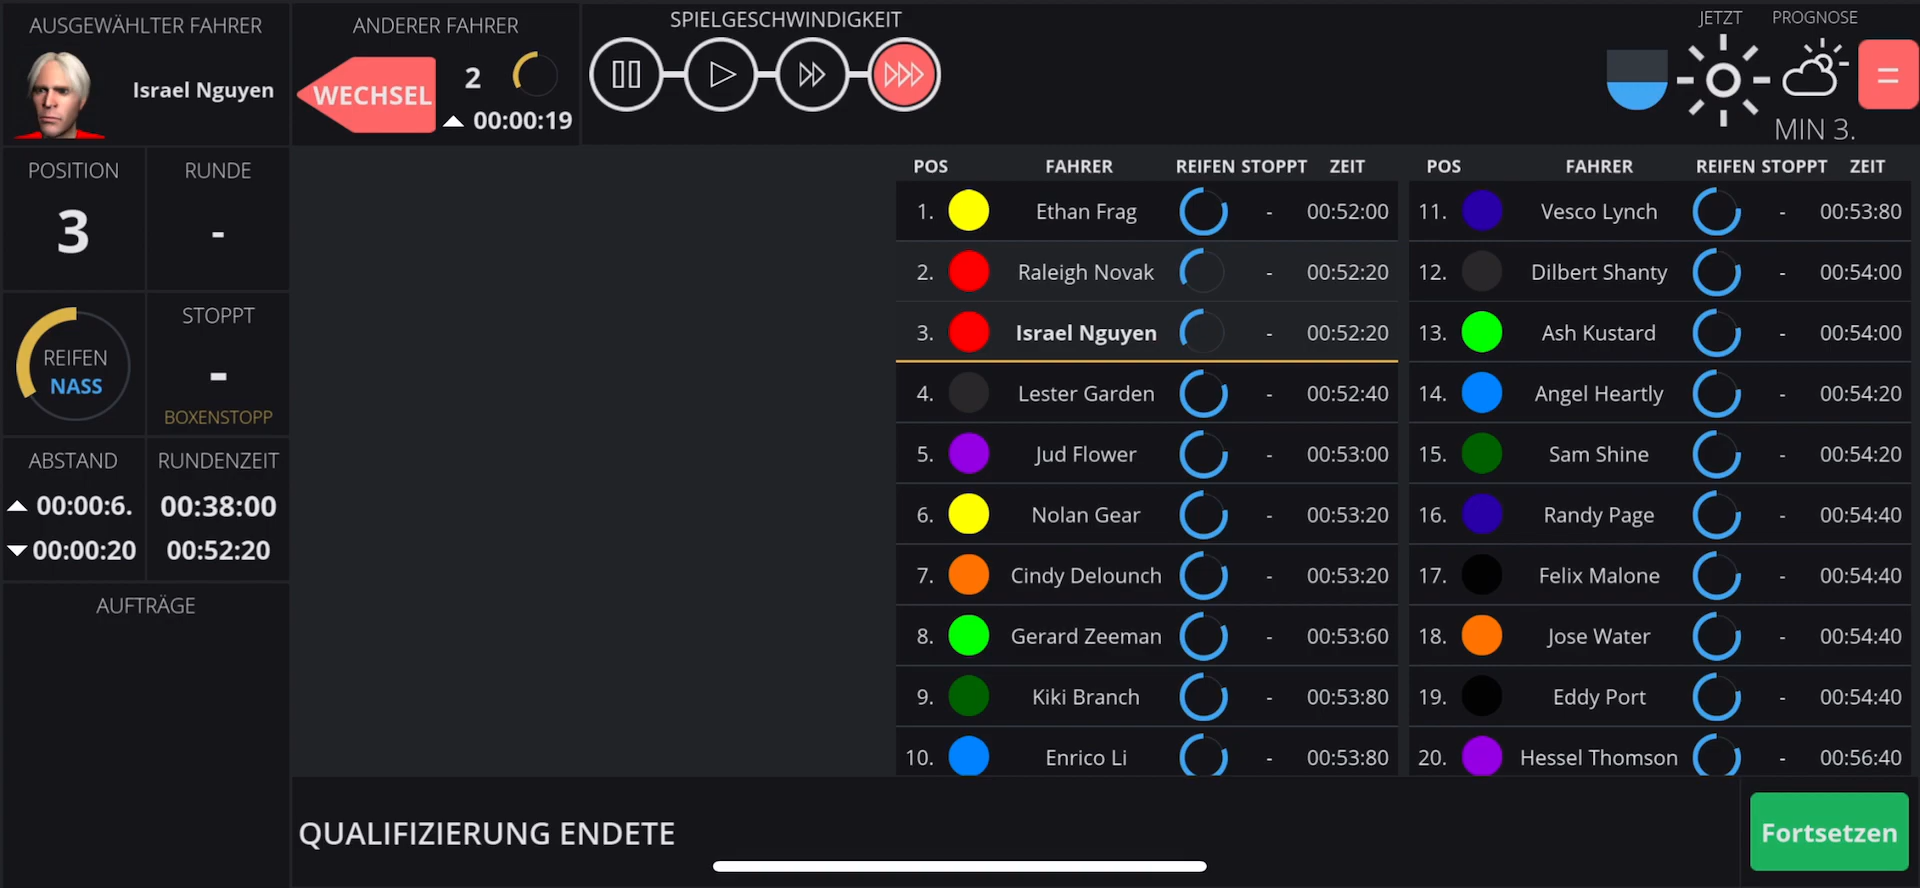 AUSGEWÄHLTER FAHRER
Israel Nguyen
ANDERER FAHRER
WECHSEL
2
00:00:19
SPIELGESCHWINDIGKEIT
JETZT PROGNOSE
MIN 3.
POSITION
3
RUNDE
-
REIFEN
NASS
STOPPT
-
BOXENSTOPP
ABSTAND
00:00:6.
00:00:20
RUNDENZEIT
00:38:00
00:52:20
AUFTRÄGE
POS FAHRER REIFEN STOPPT ZEIT
1. Ethan Frag - 00:52:00
2. Raleigh Novak - 00:52:20
3. Israel Nguyen - 00:52:20
4. Lester Garden - 00:52:40
5. Jud Flower - 00:53:00
6. Nolan Gear - 00:53:20
7. Cindy Delounch - 00:53:20
8. Gerard Zeeman - 00:53:60
9. Kiki Branch - 00:53:80
10. Enrico Li - 00:53:80
POS FAHRER REIFEN STOPPT ZEIT
11. Vesco Lynch - 00:53:80
12. Dilbert Shanty - 00:54:00
13. Ash Kustard - 00:54:00
14. Angel Heartly - 00:54:20
15. Sam Shine - 00:54:20
16. Randy Page - 00:54:40
17. Felix Malone - 00:54:40
18. Jose Water - 00:54:40
19. Eddy Port - 00:54:40
20. Hessel Thomson - 00:56:40
QUALIFIZIERUNG ENDETE
Fortsetzen